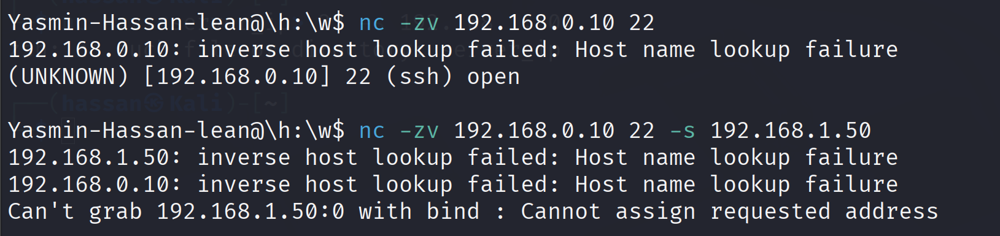 Yasmin-Hassan-lean@\h:\w$ nc -zv 192.168.0.10 22
192.168.0.10: inverse host lookup failed: Host name lookup failure
(UNKNOWN) [192.168.0.10] 22 (ssh) open
(hassan㉿Kali)-[~]
Yasmin-Hassan-lean@\h:\w$ nc -zv 192.168.0.10 22 -s 192.168.1.50
192.168.1.50: inverse host lookup failed: Host name lookup failure
192.168.0.10: inverse host lookup failed: Host name lookup failure
Can't grab 192.168.1.50:0 with bind : Cannot assign requested address